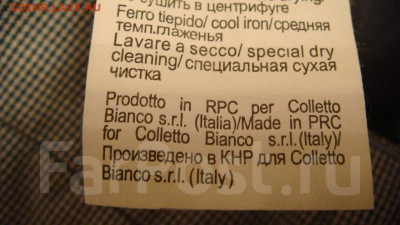 сушить в центрифуге
Ferro tiepido/ cool iron/средняя
темп.глаженья
Lavare a secco/ special dry
cleaning/специальная сухая
чистка
Prodotto in RPC per Colletto
Bianco s.r.l. (Italia)/Made in PRC
for Colletto Bianco s.r.l.(Italy)/
Произведено в КНР для Colletto
Bianco s.r.l. (Italy)
FarPost.ru